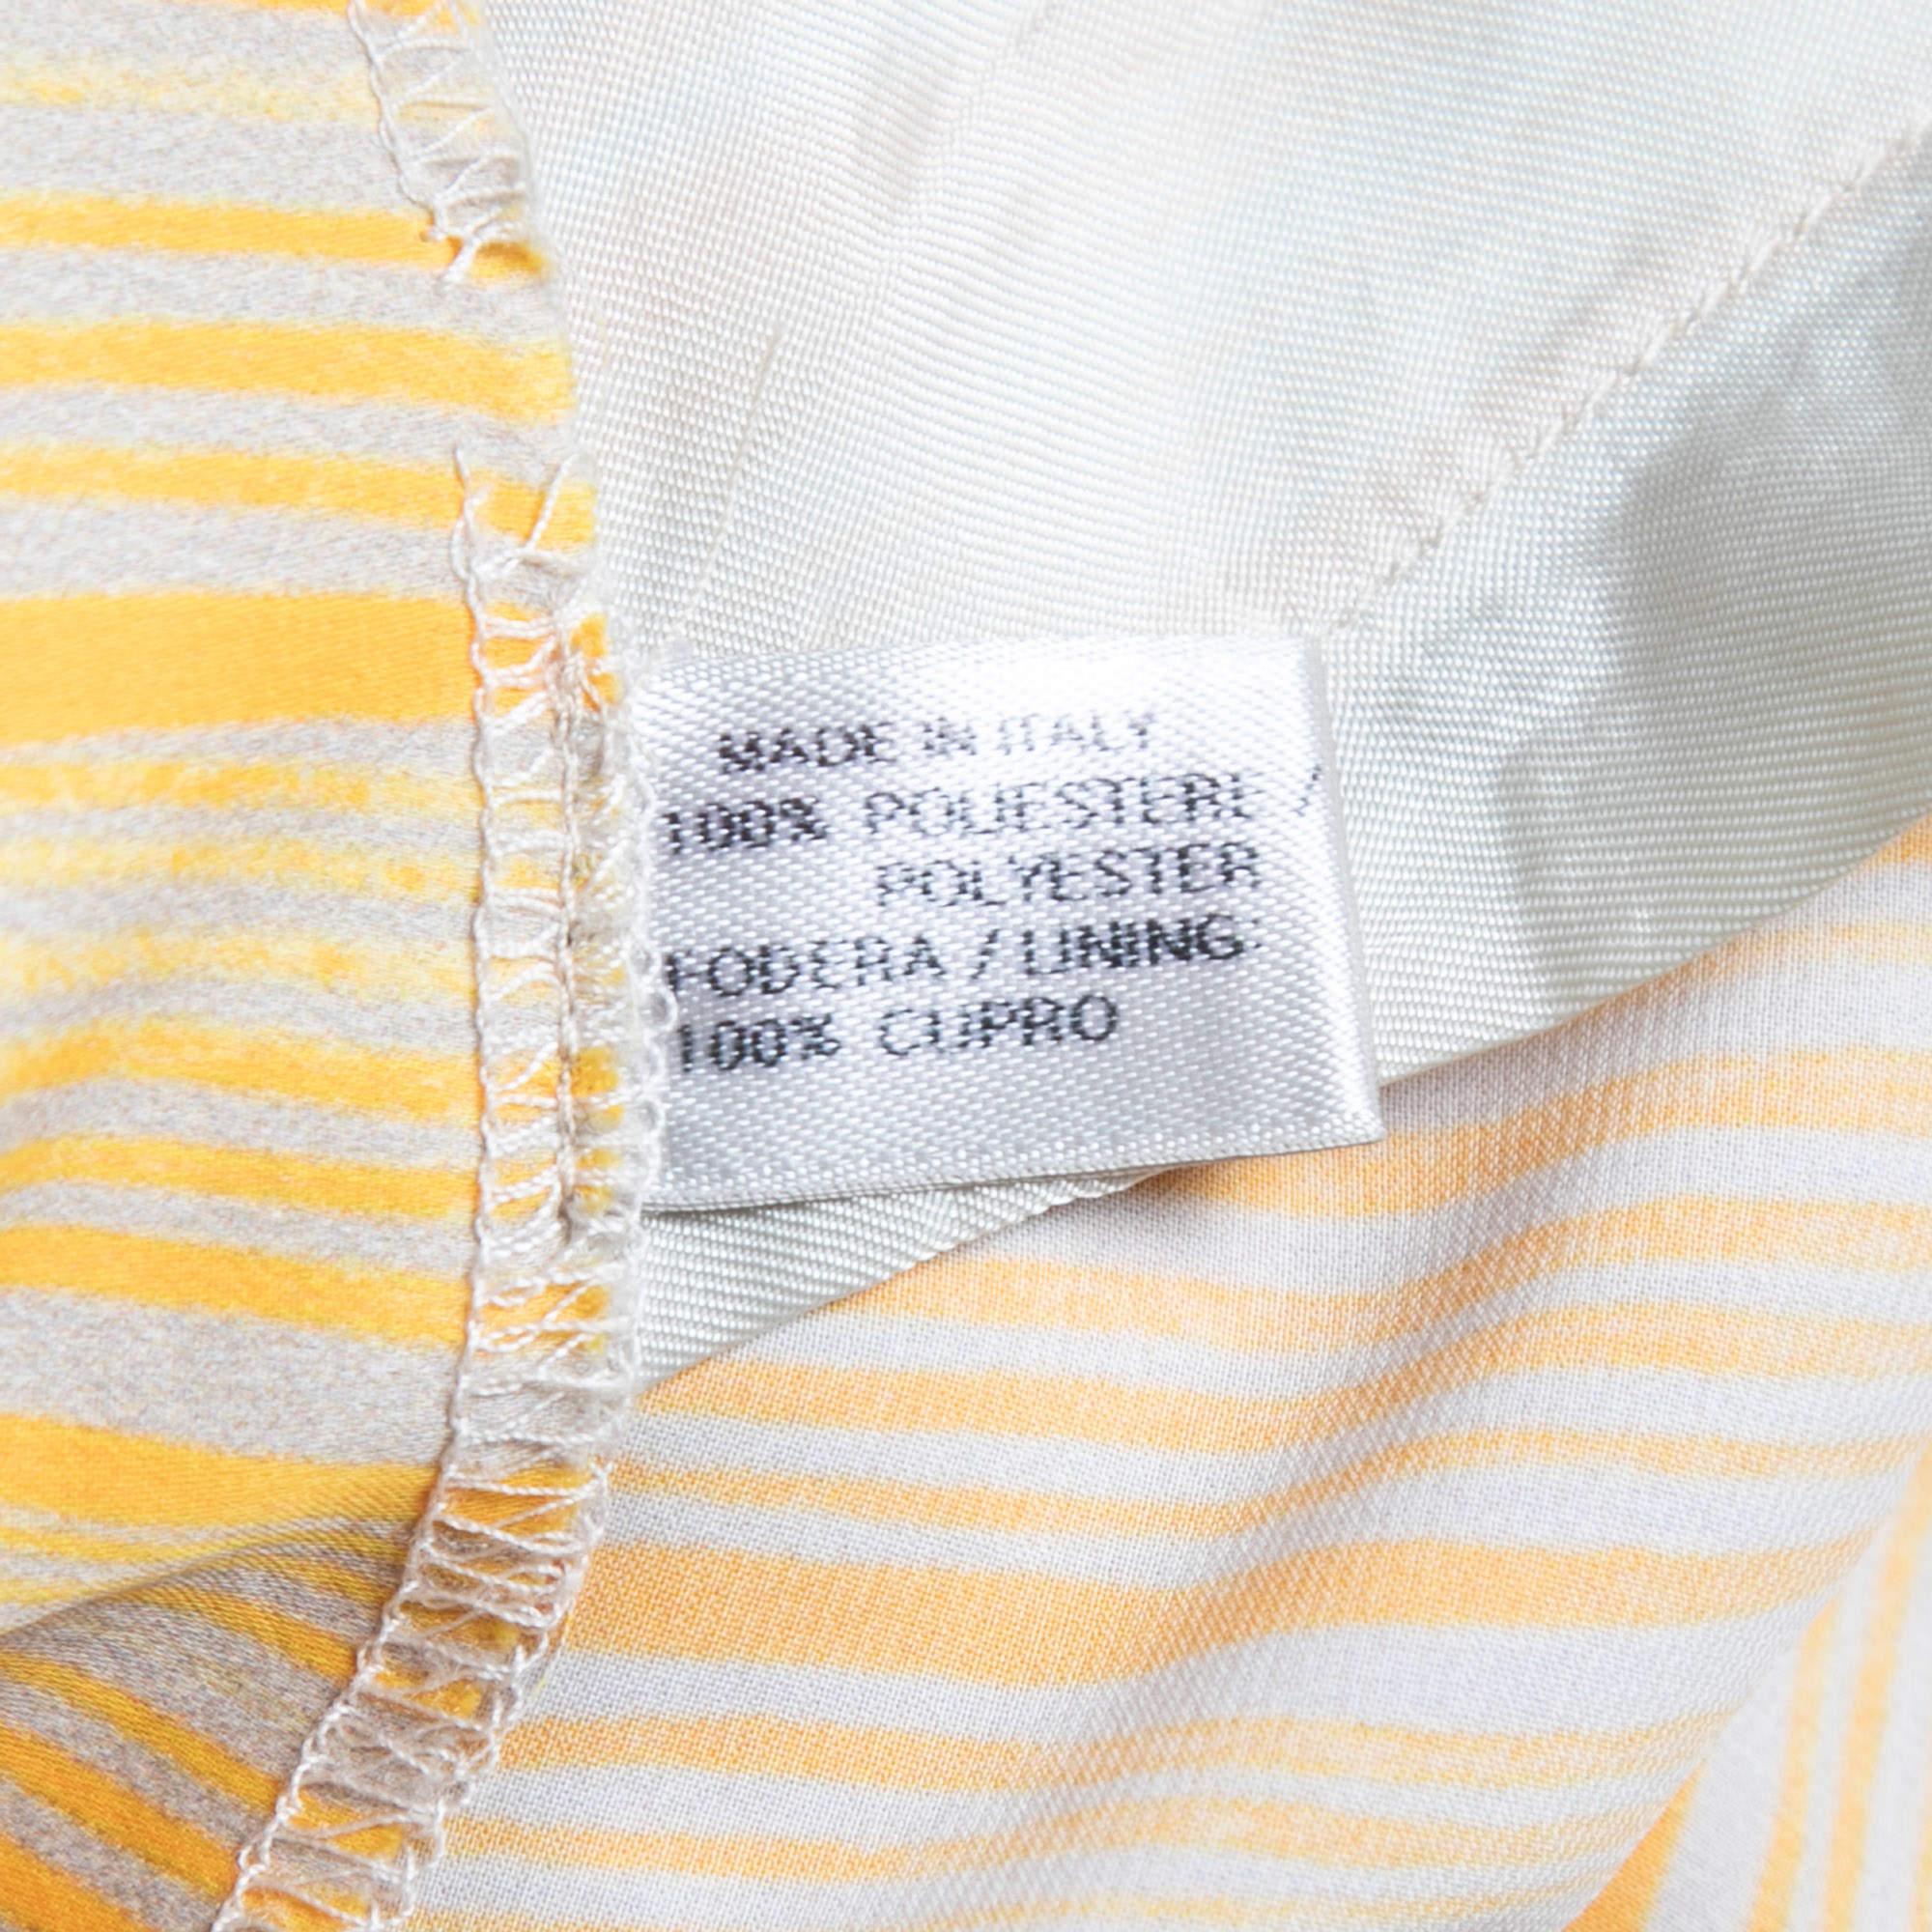 MADE IN ITALY
100% POLIESTERE /
POLYESTER
FODERA / LINING:
100% CUPRO